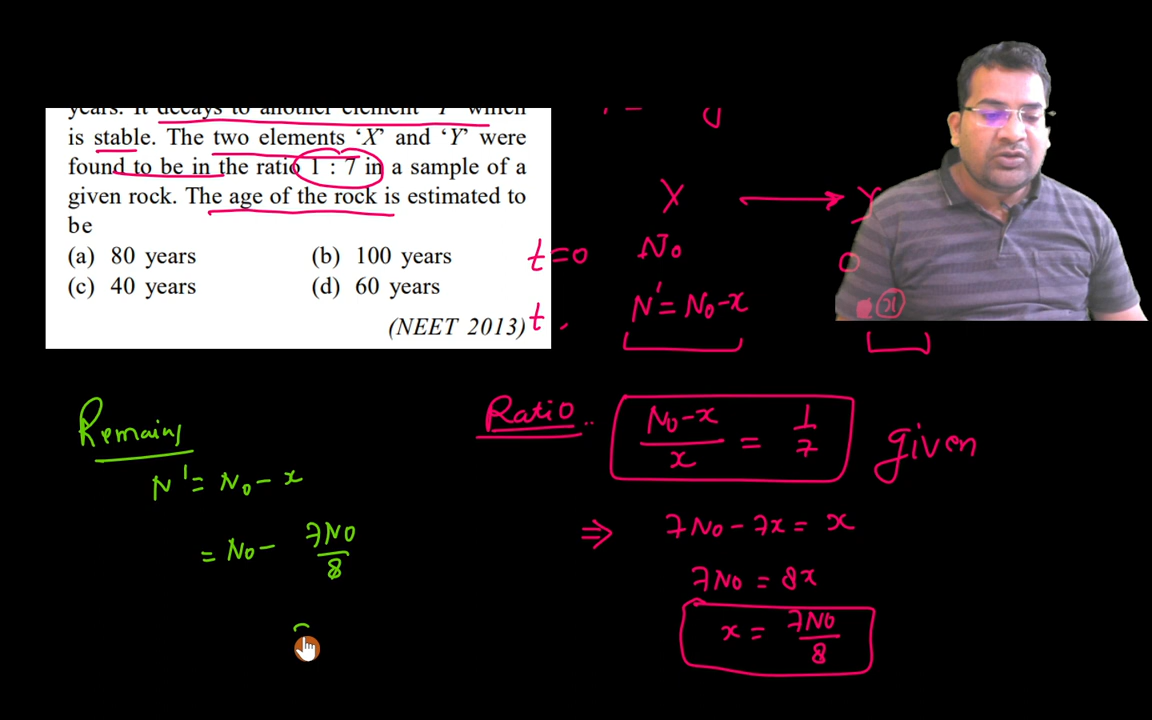 years. It decays to another element 'Y' which
is stable. The two elements 'X' and 'Y' were
found to be in the ratio 1 : 7 in a sample of a
given rock. The age of the rock is estimated to
be
(a) 80 years (b) 100 years
(c) 40 years (d) 60 years
(NEET 2013)
X ⟶ Y
t=0 N₀ 0
t. N' = N₀-x x
Remains
N' = N₀ - x
= N₀ - 7N₀/8
Ratio..
(N₀-x)/x = 1/7 given
⇒ 7N₀ - 7x = x
7N₀ = 8x
x = 7N₀/8